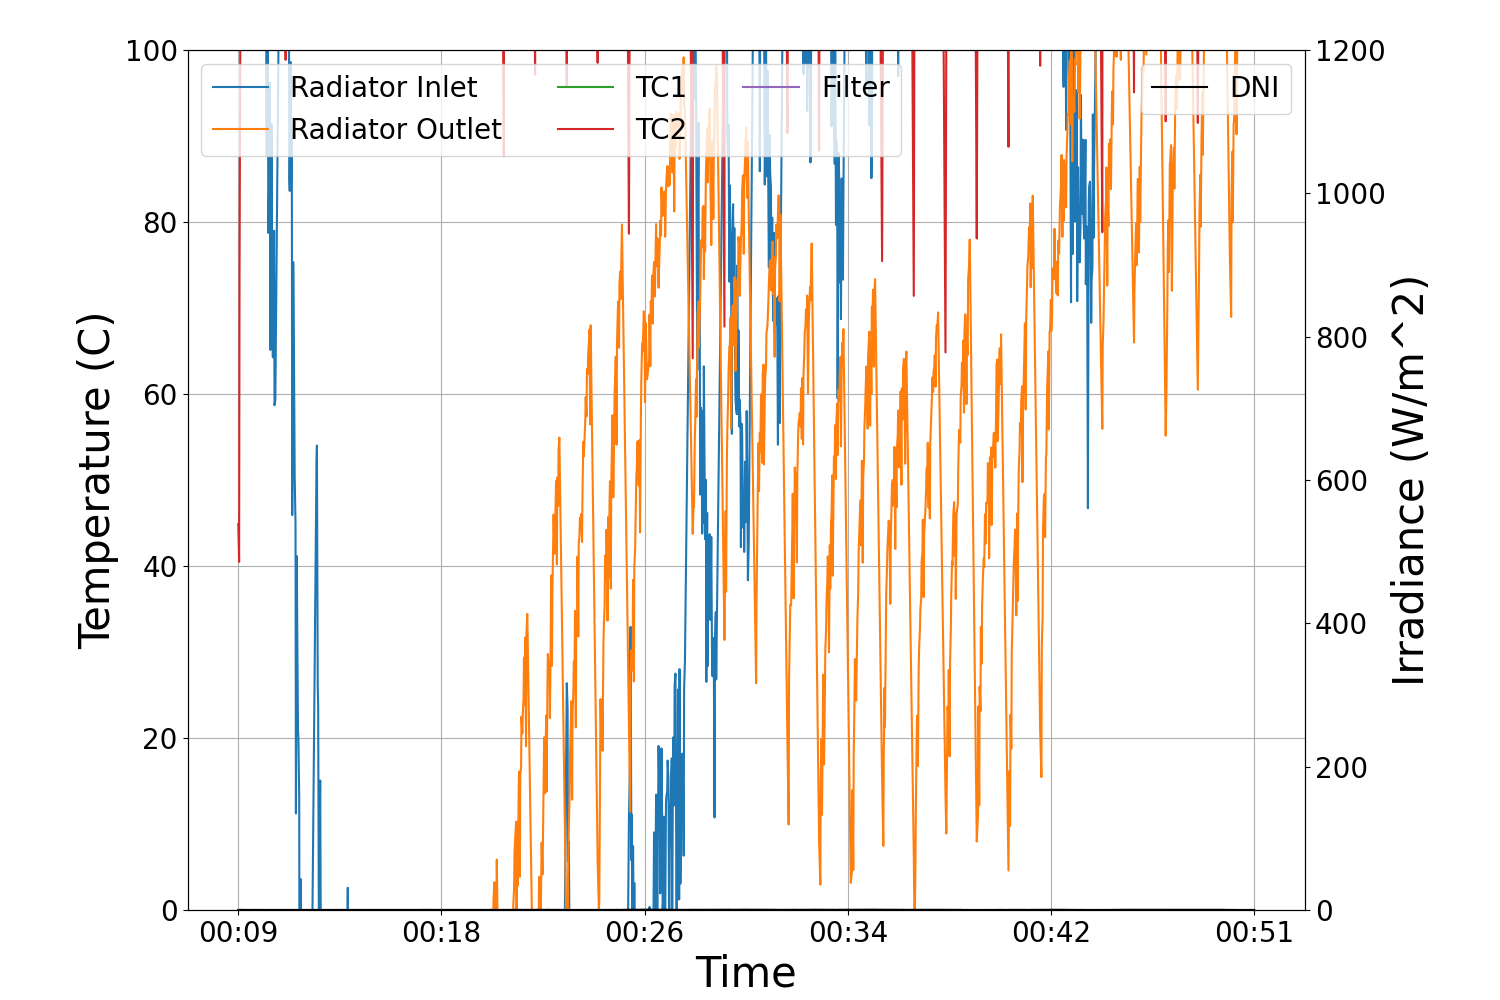 100
80
60
40
20
0
Temperature (C)
Radiator Inlet
Radiator Outlet
TC1
TC2
Filter
DNI
1200
1000
800
600
400
200
0
Irradiance (W/m^2)
00:09 00:18 00:26 00:34 00:42 00:51
Time